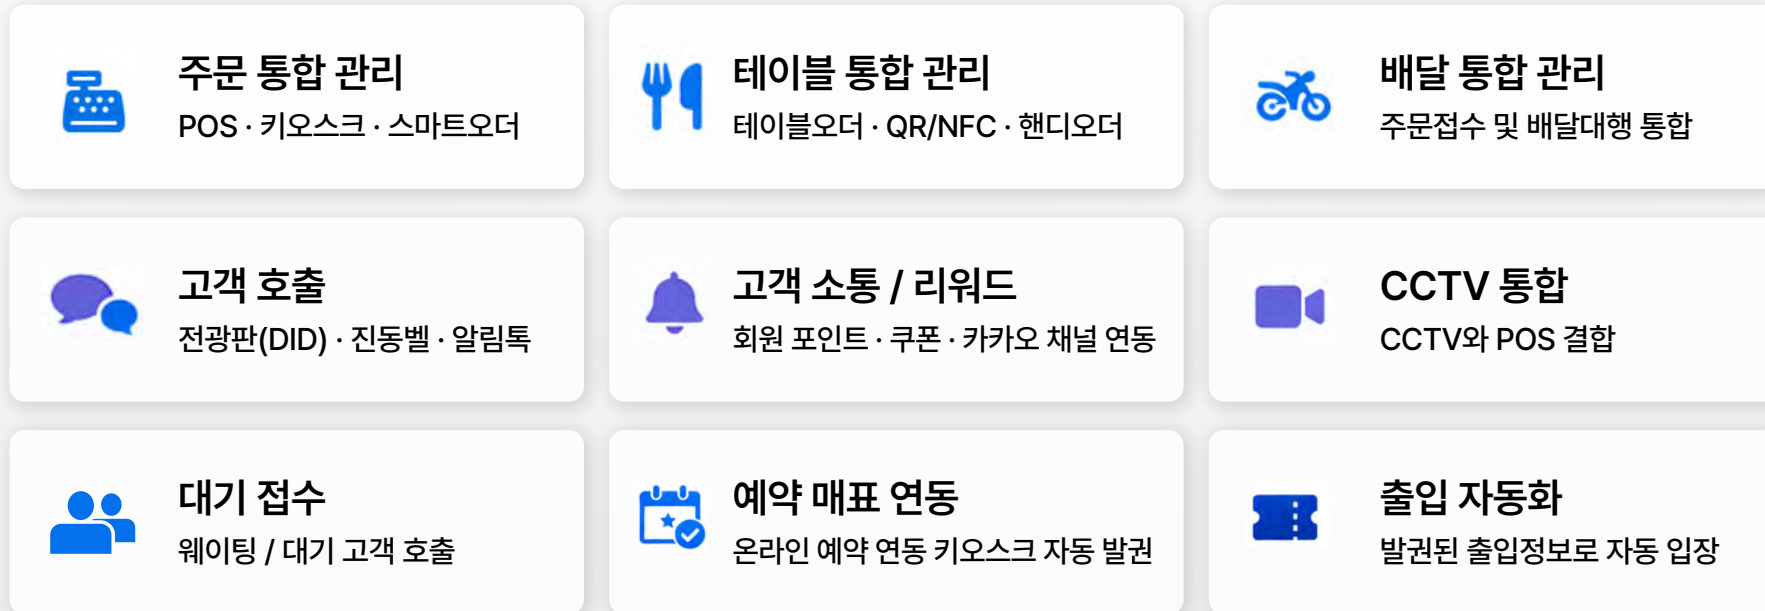 주문 통합 관리
POS · 키오스크 · 스마트오더
테이블 통합 관리
테이블오더 · QR/NFC · 핸디오더
배달 통합 관리
주문접수 및 배달대행 통합
고객 호출
전광판(DID) · 진동벨 · 알림톡
고객 소통 / 리워드
회원 포인트 · 쿠폰 · 카카오 채널 연동
CCTV 통합
CCTV와 POS 결합
대기 접수
웨이팅 / 대기 고객 호출
예약 매표 연동
온라인 예약 연동 키오스크 자동 발권
출입 자동화
발권된 출입정보로 자동 입장